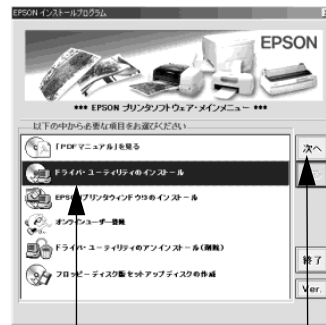 EPSON インストールプログラム
EPSON
*** EPSON プリンタソフトウェア・メインメニュー ***
以下の中から必要な項目をお選びください
「PDFマニュアル」を見る
次へ
ドライバ・ユーティリティのインストール
EPSONプリンタウィンドウ!3のインストール
オンラインユーザー登録
ドライバ・ユーティリティのアンインストール(削除)
終了
フロッピーディスク版セットアップディスクの作成
Ver.